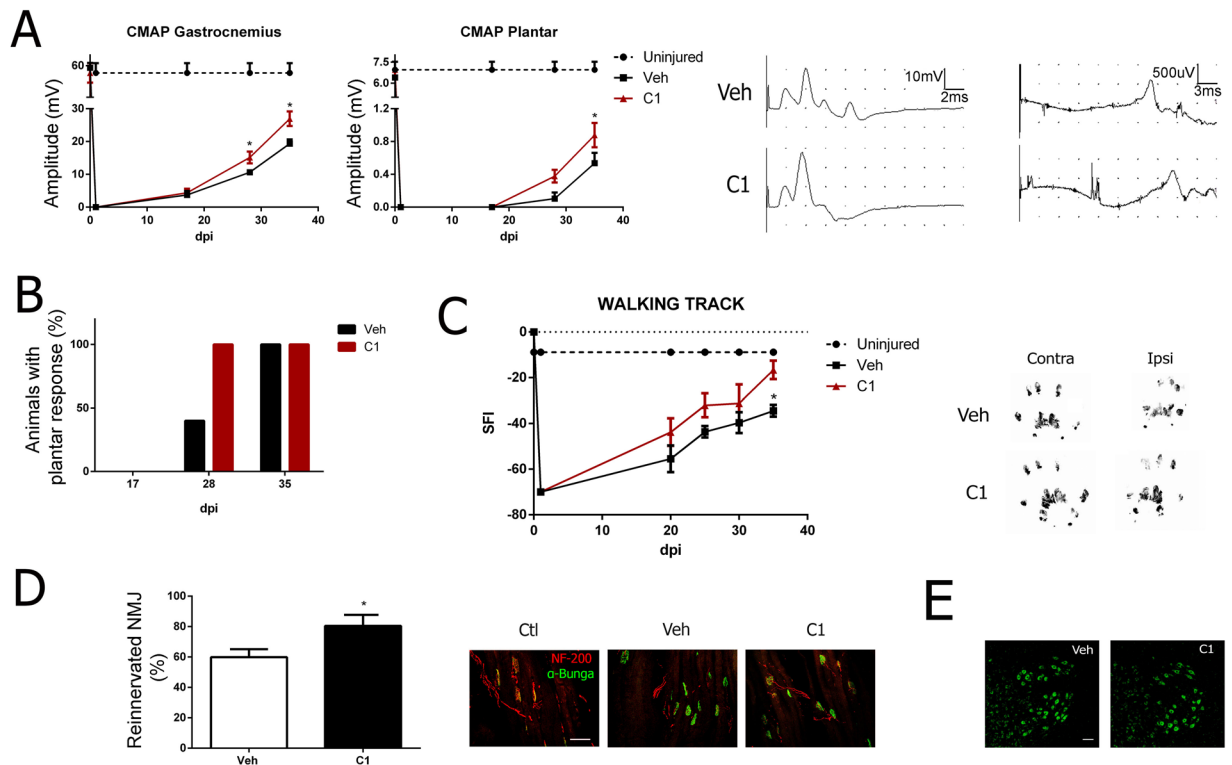 A
CMAP Gastrocnemius
Amplitude (mV)
60
40
30
20
10
0
0
10
20
30
40
dpi
*
*
CMAP Plantar
Amplitude (mV)
7.5
6.0
1.2
0.8
0.4
0.0
0
10
20
30
40
dpi
*
Uninjured
Veh
C1
Veh
C1
10mV
2ms
500uV
3ms
B
Animals with
plantar response (%)
100
50
0
17
28
35
dpi
Veh
C1
C
WALKING TRACK
SFI
0
-20
-40
-60
-80
0
10
20
30
40
dpi
*
Uninjured
Veh
C1
Contra
Ipsi
Veh
C1
D
Reinnervated NMJ
(%)
100
80
60
40
20
0
*
Veh
C1
Ctl
Veh
C1
NF-200
α-Bunga
E
Veh
C1